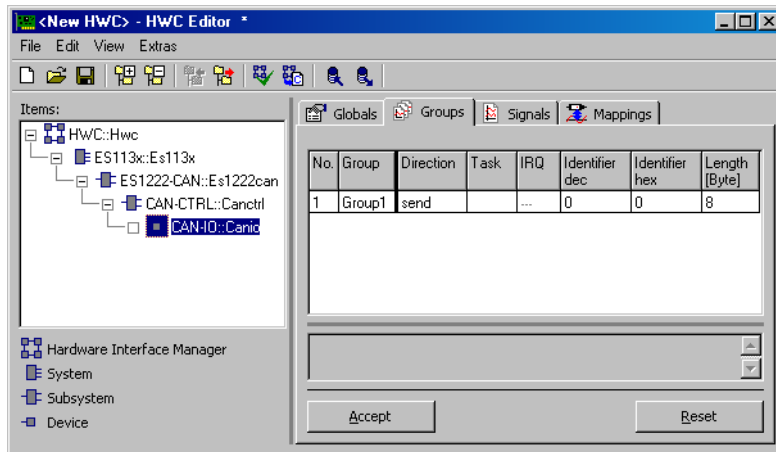 <New HWC> - HWC Editor *
File Edit View Extras
Items:
HWC::Hwc
ES113x::Es113x
ES1222-CAN::Es1222can
CAN-CTRL::Canctrl
CAN-IO::Canio
Hardware Interface Manager
System
Subsystem
Device
Globals Groups Signals Mappings
No. Group Direction Task IRQ Identifier dec Identifier hex Length [Byte]
1 Group1 send --- 0 0 8
Accept Reset